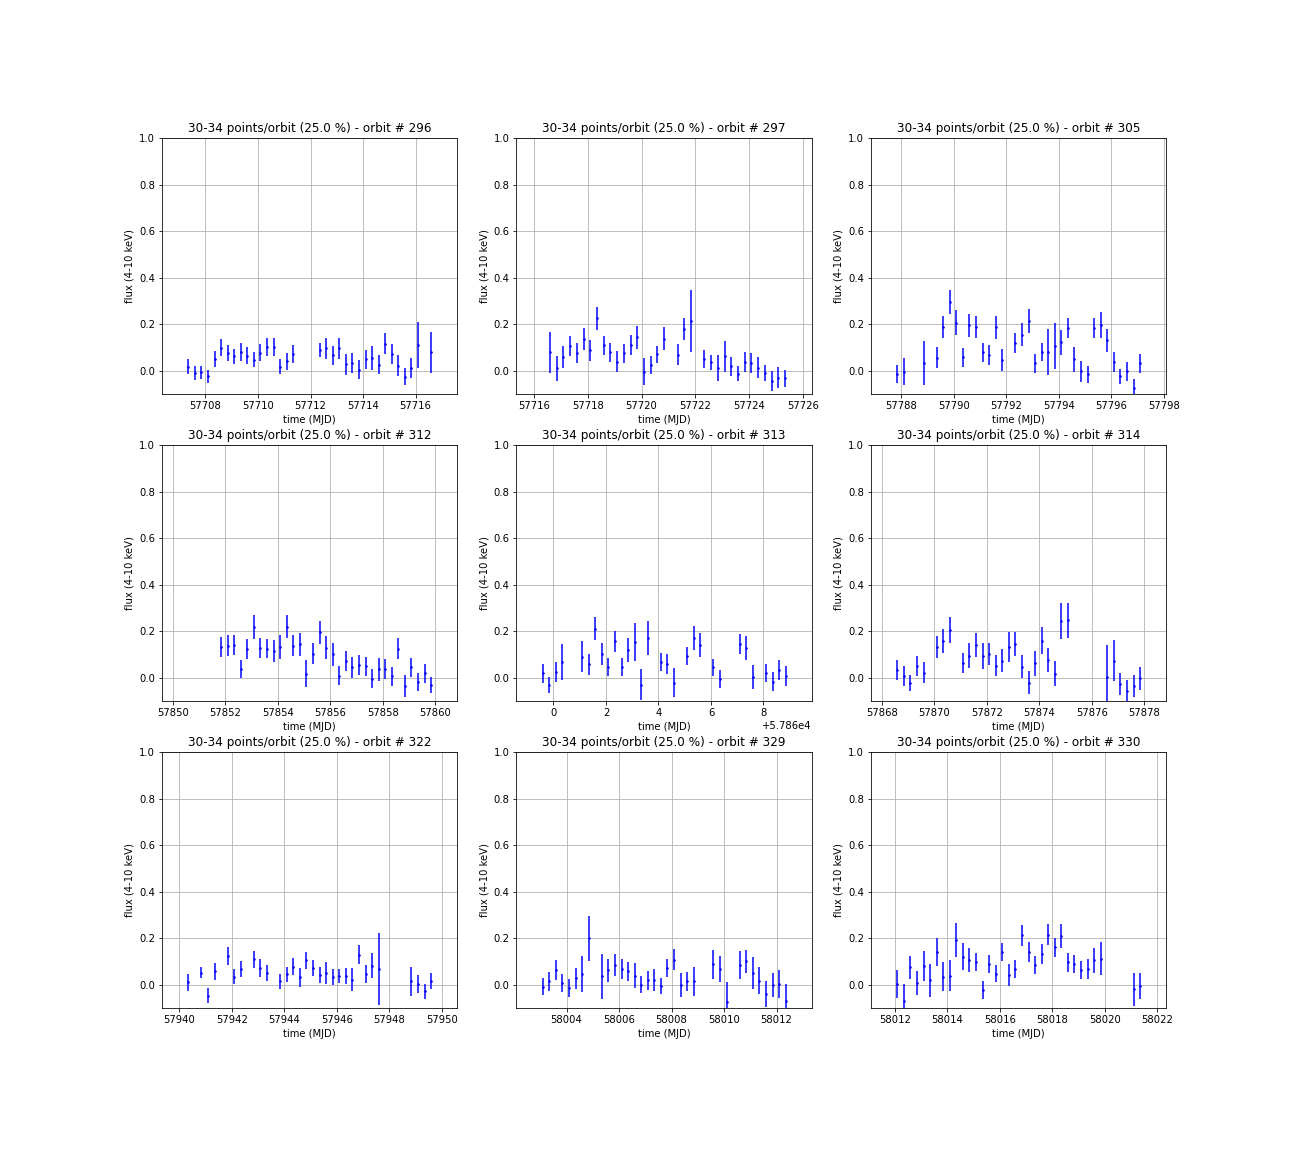 30-34 points/orbit (25.0 %) - orbit # 296
30-34 points/orbit (25.0 %) - orbit # 297
30-34 points/orbit (25.0 %) - orbit # 305
1.0 0.8 0.6 0.4 0.2 0.0
flux (4-10 keV)
57708 57710 57712 57714 57716
time (MJD)
1.0 0.8 0.6 0.4 0.2 0.0
flux (4-10 keV)
57716 57718 57720 57722 57724 57726
time (MJD)
1.0 0.8 0.6 0.4 0.2 0.0
flux (4-10 keV)
57788 57790 57792 57794 57796 57798
time (MJD)
30-34 points/orbit (25.0 %) - orbit # 312
30-34 points/orbit (25.0 %) - orbit # 313
30-34 points/orbit (25.0 %) - orbit # 314
1.0 0.8 0.6 0.4 0.2 0.0
flux (4-10 keV)
57850 57852 57854 57856 57858 57860
time (MJD)
1.0 0.8 0.6 0.4 0.2 0.0
flux (4-10 keV)
0 2 4 6 8
time (MJD)
+5.786e4
1.0 0.8 0.6 0.4 0.2 0.0
flux (4-10 keV)
57868 57870 57872 57874 57876 57878
time (MJD)
30-34 points/orbit (25.0 %) - orbit # 322
30-34 points/orbit (25.0 %) - orbit # 329
30-34 points/orbit (25.0 %) - orbit # 330
1.0 0.8 0.6 0.4 0.2 0.0
flux (4-10 keV)
57940 57942 57944 57946 57948 57950
time (MJD)
1.0 0.8 0.6 0.4 0.2 0.0
flux (4-10 keV)
58004 58006 58008 58010 58012
time (MJD)
1.0 0.8 0.6 0.4 0.2 0.0
flux (4-10 keV)
58012 58014 58016 58018 58020 58022
time (MJD)